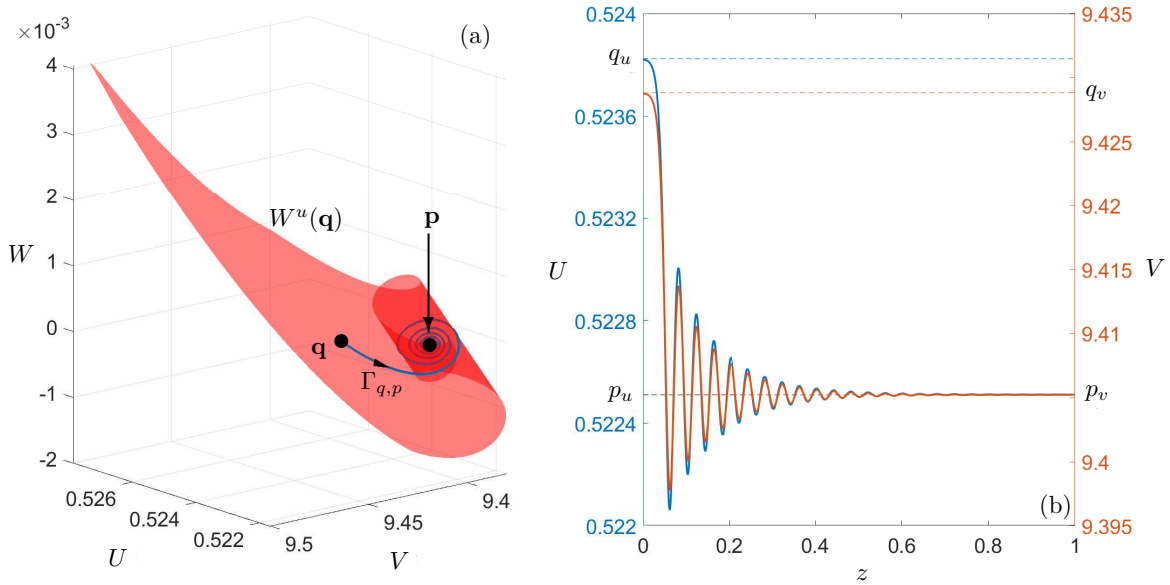 ×10⁻³
(a)
4
3
2
1
0
-1
-2
W
Wᵘ(q)
p
q
Γq,p
0.526
0.524
0.522
U
9.5
9.45
9.4
V
0.524
0.5236
0.5232
0.5228
0.5224
0.522
qu
pu
U
9.435
9.43
9.425
9.42
9.415
9.41
9.405
9.4
9.395
qv
pv
V
0
0.2
0.4
0.6
0.8
1
z
(b)